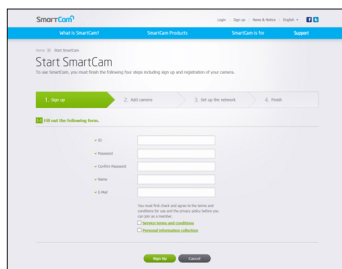 SmartCam
Login Sign up News & Notice English
What is SmartCam? SmartCam Products SmartCam is for Support
Home Start SmartCam
Start SmartCam
To use SmartCam, you must finish the following four steps including sign up and registration of your camera.
1. Sign up 2. Add camera 3. Set up the network 4. Finish
Fill out the following form.
ID
Password
Confirm Password
Name
E-Mail
You must first check and agree to the terms and
conditions for use and the privacy policy before you
can join as a member.
Service terms and conditions
Personal information collection
Sign Up Cancel